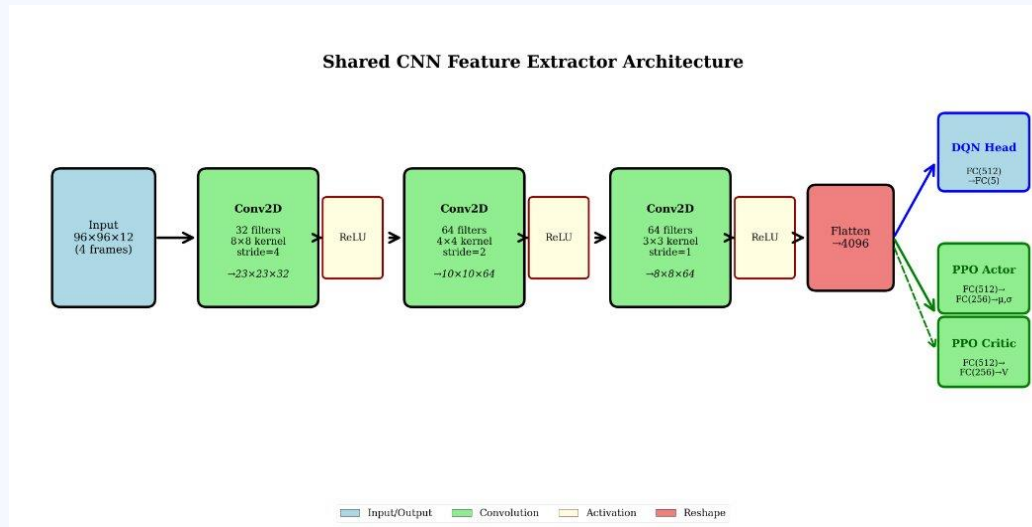 Shared CNN Feature Extractor Architecture
Input
96×96×12
(4 frames)
Conv2D
32 filters
8×8 kernel
stride=4
→23×23×32
ReLU
Conv2D
64 filters
4×4 kernel
stride=2
→10×10×64
ReLU
Conv2D
64 filters
3×3 kernel
stride=1
→8×8×64
ReLU
Flatten
→4096
DQN Head
FC(512)
→FC(5)
PPO Actor
FC(512)→
FC(256)→μ,σ
PPO Critic
FC(512)→
FC(256)→V
Input/Output
Convolution
Activation
Reshape